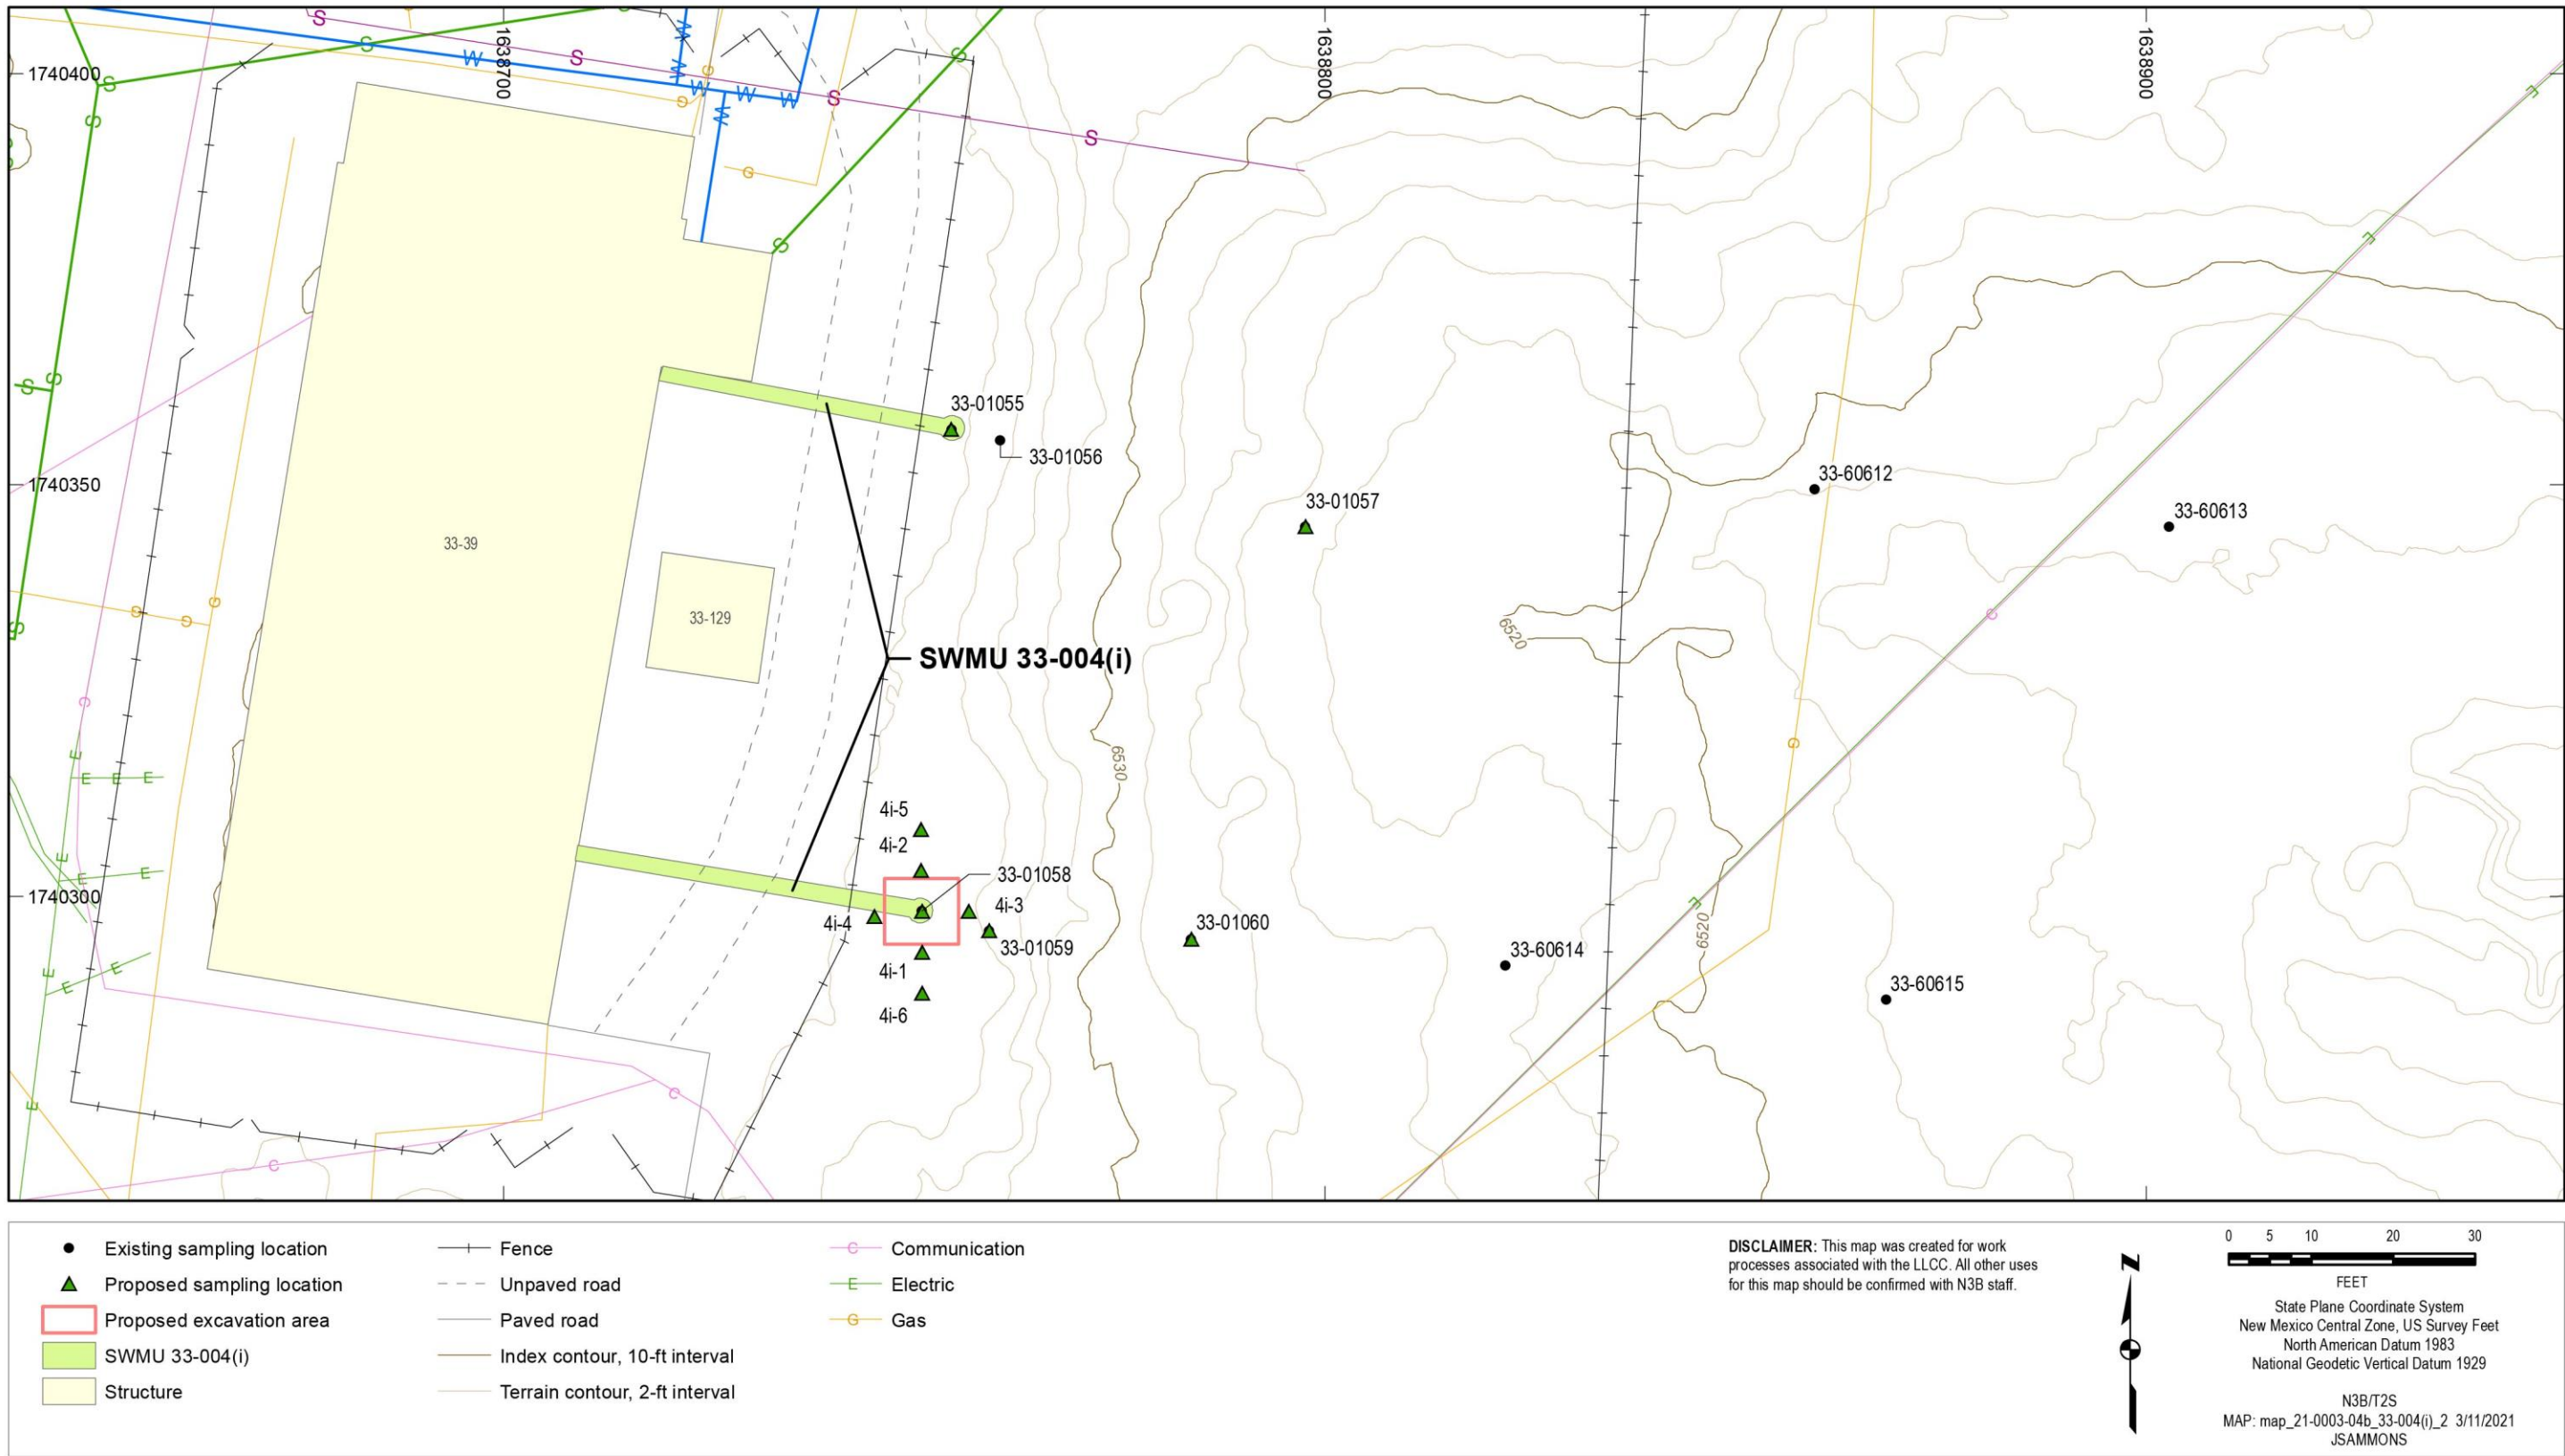 1740400
1638700
1638800
1638900
S
S
S
S
S
S
S
S
S
S
S
S
S
S
W
W
W
W
W
W
W
W
G
G
G
E
E
33-01055
33-01056
33-01057
33-60612
33-60613
1740350
33-39
33-129
G
G
G
C
C
6520
SWMU 33-004(i)
6530
G
E
E
E
E
4i-5
4i-2
33-01058
4i-3
4i-4
33-01059
33-01060
4i-1
4i-6
33-60614
33-60615
6520
E
1740300
E
E
E
E
E
E
E
C
C
Existing sampling location
Proposed sampling location
Proposed excavation area
SWMU 33-004(i)
Structure
Fence
Unpaved road
Paved road
Index contour, 10-ft interval
Terrain contour, 2-ft interval
C Communication
E Electric
G Gas
DISCLAIMER: This map was created for work
processes associated with the LLCC. All other uses
for this map should be confirmed with N3B staff.
N
0 5 10 20 30
FEET
State Plane Coordinate System
New Mexico Central Zone, US Survey Feet
North American Datum 1983
National Geodetic Vertical Datum 1929
N3B/T2S
MAP: map_21-0003-04b_33-004(i)_2 3/11/2021
JSAMMONS